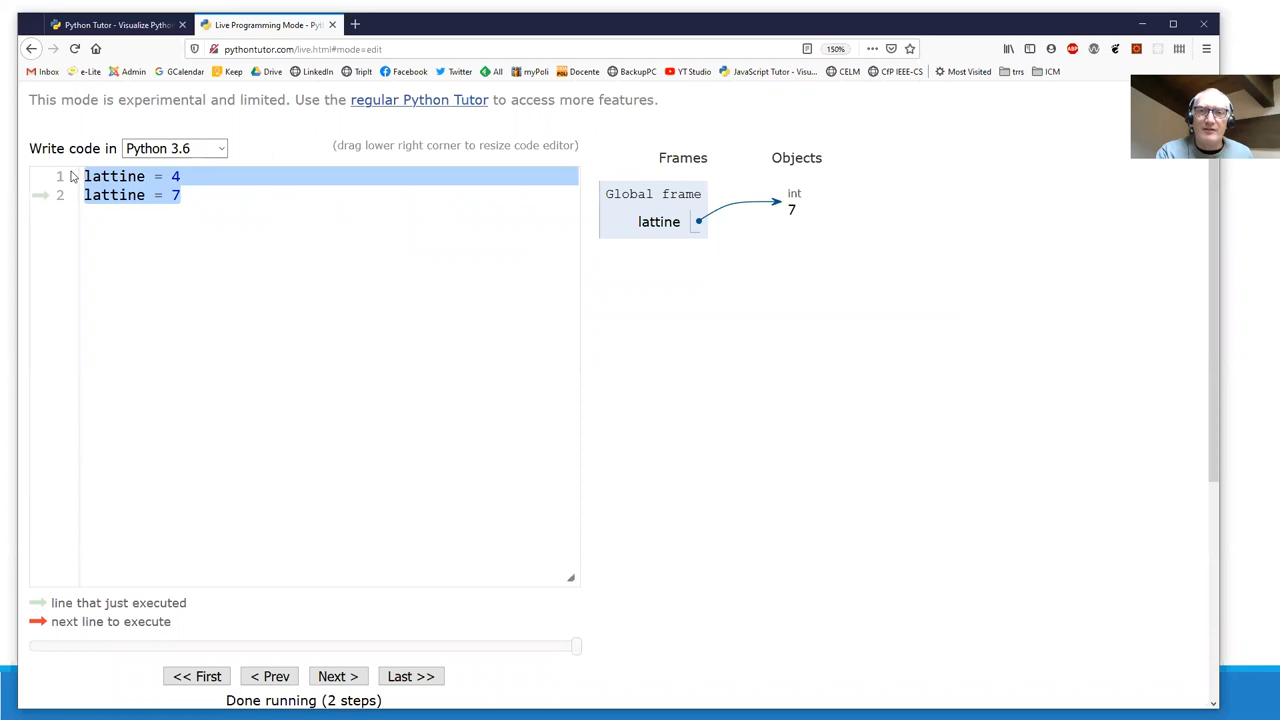 Python Tutor - Visualize Pytho
Live Programming Mode - Pyt
pythontutor.com/live.html#mode=edit
150%
Inbox
e-Lite
Admin
GCalendar
Keep
Drive
LinkedIn
TripIt
Facebook
Twitter
All
myPoli
Docente
BackupPC
YT Studio
JavaScript Tutor - Visu...
CELM
CfP IEEE-CS
Most Visited
trrs
ICM
This mode is experimental and limited. Use the regular Python Tutor to access more features.
Write code in Python 3.6
(drag lower right corner to resize code editor)
1 lattine = 4
2 lattine = 7
Frames Objects
Global frame
lattine
int
7
line that just executed
next line to execute
<< First < Prev Next > Last >>
Done running (2 steps)